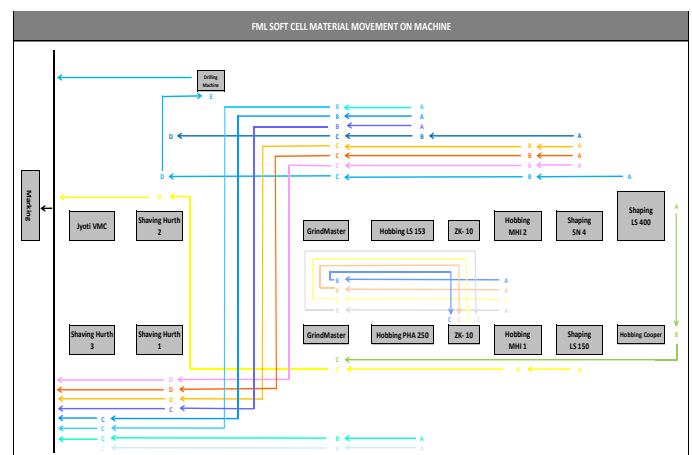 FML SOFT CELL MATERIAL MOVEMENT ON MACHINE
Drilling
Machine
E
B A
B A
B A
D C B A
C B A
C B A
C B A
D C B A
D
A
Marking
Jyoti VMC
Shaving Hurth
2
GrindMaster
Hobbing LS 153
ZK- 10
Hobbing
MHI 2
Shaping
SN 4
Shaping
LS 400
B A
B A
B A
B A
C C C
Shaving Hurth
3
Shaving Hurth
1
GrindMaster
Hobbing PHA 250
ZK- 10
Hobbing
MHI 1
Shaping
LS 150
Hobbing Cooper
B
C
C B A
D
D
D
C
C
C
C B A
C B A